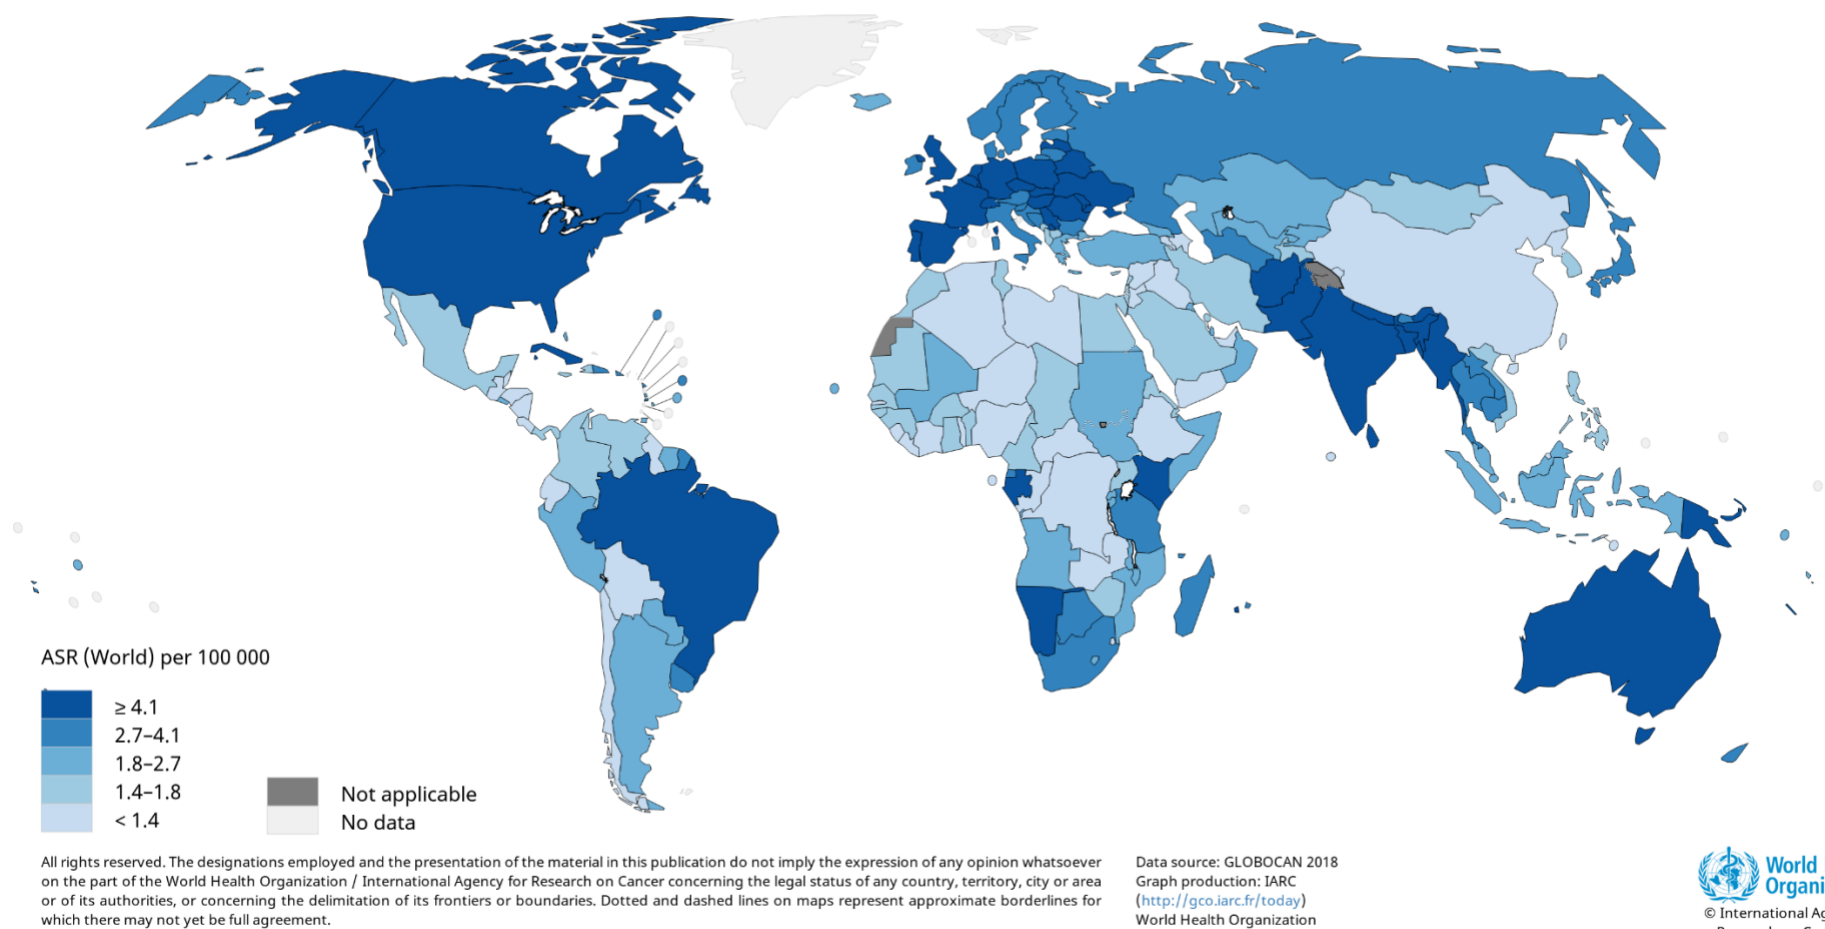 ASR (World) per 100 000
≥ 4.1
2.7–4.1
1.8–2.7
1.4–1.8
< 1.4
Not applicable
No data
All rights reserved. The designations employed and the presentation of the material in this publication do not imply the expression of any opinion whatsoever
on the part of the World Health Organization / International Agency for Research on Cancer concerning the legal status of any country, territory, city or area
or of its authorities, or concerning the delimitation of its frontiers or boundaries. Dotted and dashed lines on maps represent approximate borderlines for
which there may not yet be full agreement.
Data source: GLOBOCAN 2018
Graph production: IARC
(http://gco.iarc.fr/today)
World Health Organization
World
Organi
© International Ag